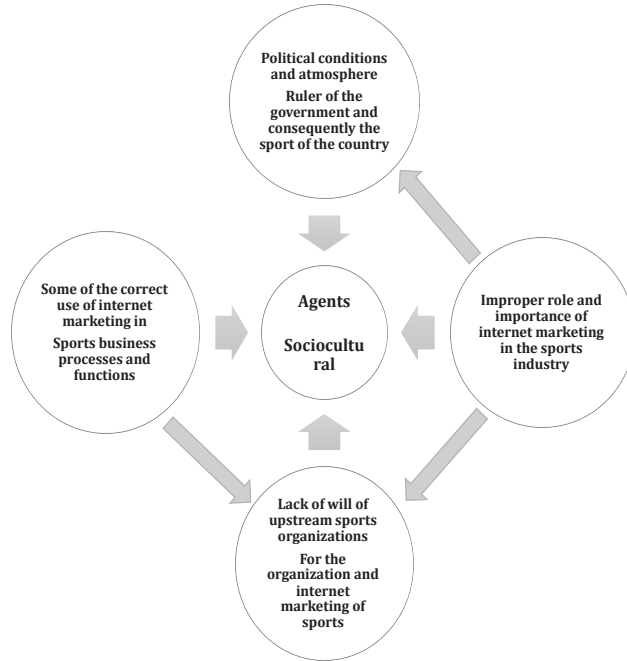 Political conditions
and atmosphere
Ruler of the
government and
consequently the
sport of the country
Some of the correct
use of internet
marketing in
Sports business
processes and
functions
Agents
Sociocultu
ral
Improper role and
importance of
internet marketing
in the sports
industry
Lack of will of
upstream sports
organizations
For the
organization and
internet
marketing of
sports